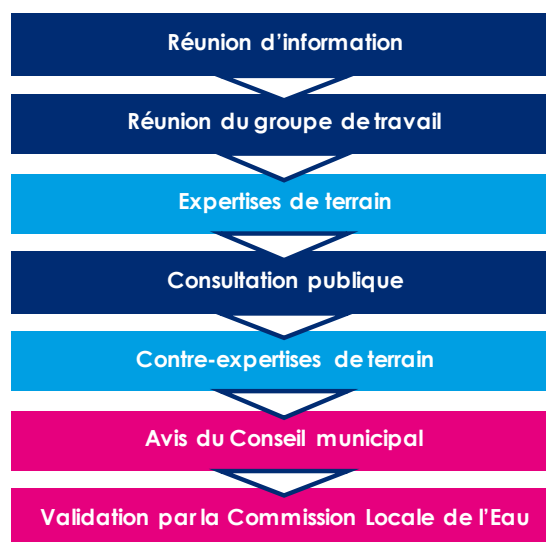 Réunion d’information
Réunion du groupe de travail
Expertises de terrain
Consultation publique
Contre-expertises de terrain
Avis du Conseil municipal
Validation par la Commission Locale de l’Eau